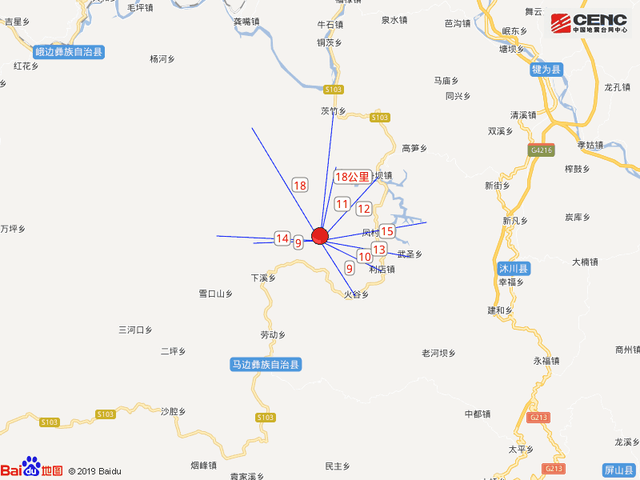 毛坪镇
龚嘴镇
牛石镇
泉水乡
芭沟镇
舞云
CENC
中国地震台网中心
吉星乡
峨边彝族自治县
铜茨乡
岷东乡
塘坝乡
红花乡
杨河乡
马庙乡
犍为县
S103
同兴乡
龙孔镇
茨竹乡
S103
清溪镇
双溪乡
高笋乡
G4216
孝姑镇
榨鼓乡
18
18公里
坝镇
新街乡
11
12
万坪乡
凤村
15
新凡乡
炭库乡
14
9
13
武圣乡
10
9
利店镇
沐川县
大楠镇
下溪乡
幸福乡
雪口山乡
火谷乡
建和乡
三河口乡
劳动乡
二坪乡
老河坝乡
商州镇
马边彝族自治县
永福镇
S103
S103
沙腔乡
S103
中都镇
G213
龙溪乡
太平乡
Bai du 地图
© 2019 Baidu
烟峰镇
民主乡
G213
屏山县
袁家溪乡